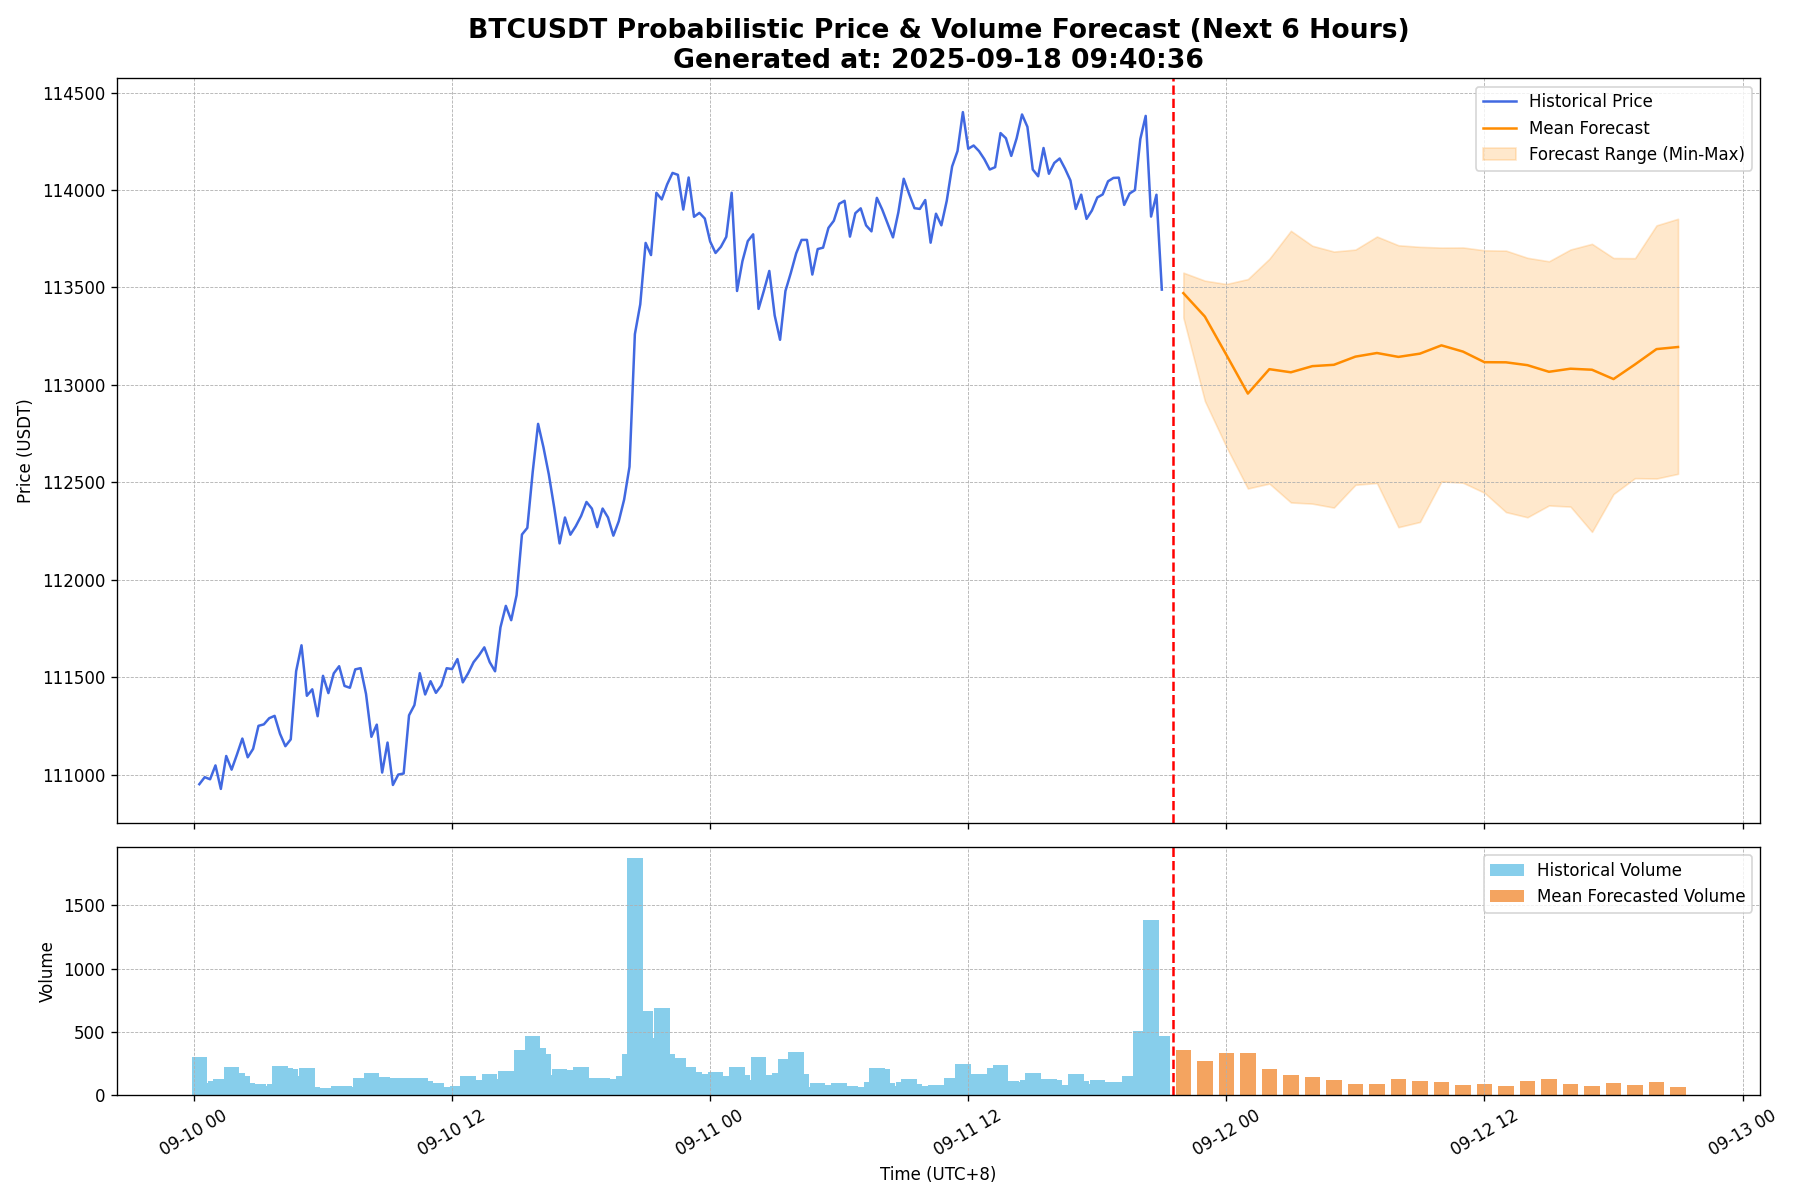 BTCUSDT Probabilistic Price & Volume Forecast (Next 6 Hours)
Generated at: 2025-09-18 09:40:36
Price (USDT)
114500
114000
113500
113000
112500
112000
111500
111000
Historical Price
Mean Forecast
Forecast Range (Min-Max)
Volume
1500
1000
500
0
Historical Volume
Mean Forecasted Volume
09-10 00
09-10 12
09-11 00
09-11 12
09-12 00
09-12 12
09-13 00
Time (UTC+8)